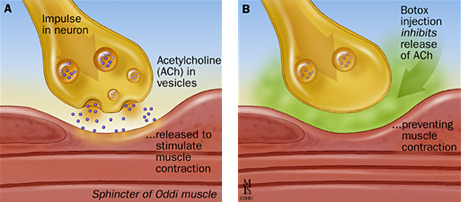 A
Impulse
in neuron
Acetylcholine
(ACh) in
vesicles
...released to
stimulate
muscle
contraction
Sphincter of Oddi muscle
B
Botox
injection inhibits
release of
ACh
...preventing
muscle
contraction